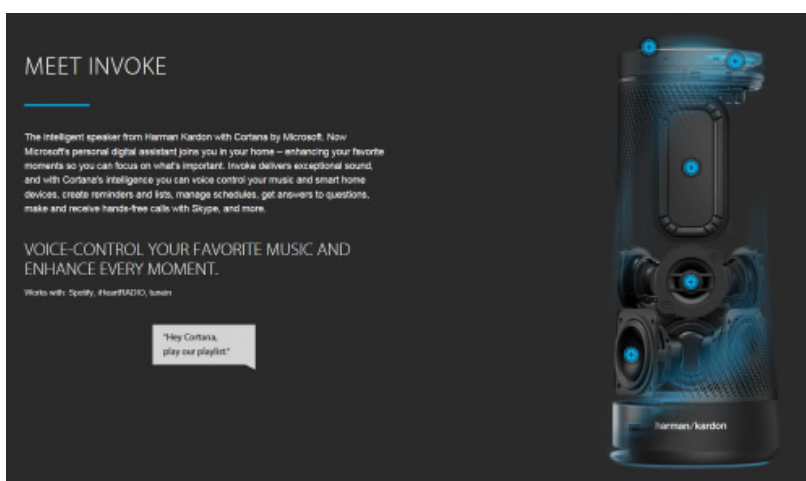 MEET INVOKE
The intelligent speaker from Harman Kardon with Cortana by Microsoft. Now
Microsoft's personal digital assistant joins you in your home – enhancing your favorite
moments so you can focus on what's important. Invoke delivers exceptional sound,
and with Cortana's intelligence you can voice control your music and smart home
devices, create reminders and lists, manage schedules, get answers to questions,
make and receive hands-free calls with Skype, and more.
VOICE-CONTROL YOUR FAVORITE MUSIC AND
ENHANCE EVERY MOMENT.
Works with: Spotify, iHeartRADIO, tunein
"Hey Cortana,
play our playlist."
harman/kardon